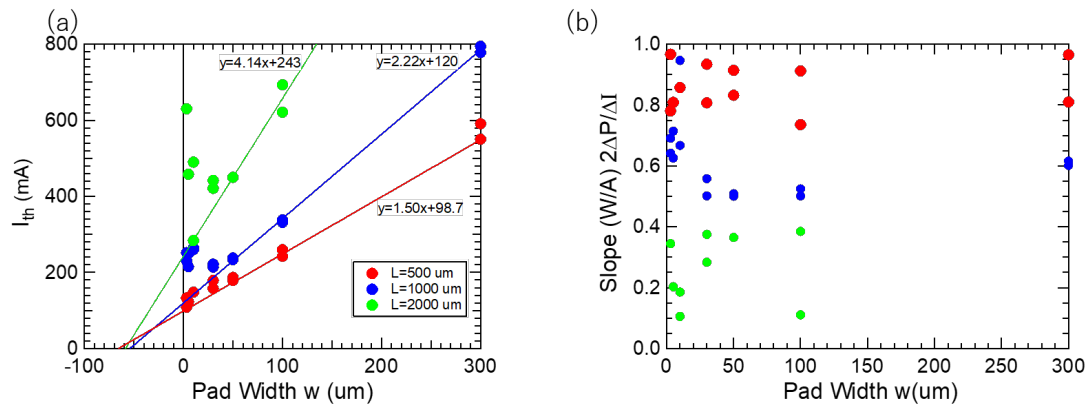 (a)
800
600
400
200
0
I_th (mA)
-100
0
100
200
300
Pad Width w (um)
y=4.14x+243
y=2.22x+120
y=1.50x+98.7
L=500 um
L=1000 um
L=2000 um
(b)
1.0
0.8
0.6
0.4
0.2
0.0
Slope (W/A) 2ΔP/ΔI
0
50
100
150
200
250
300
Pad Width w(um)